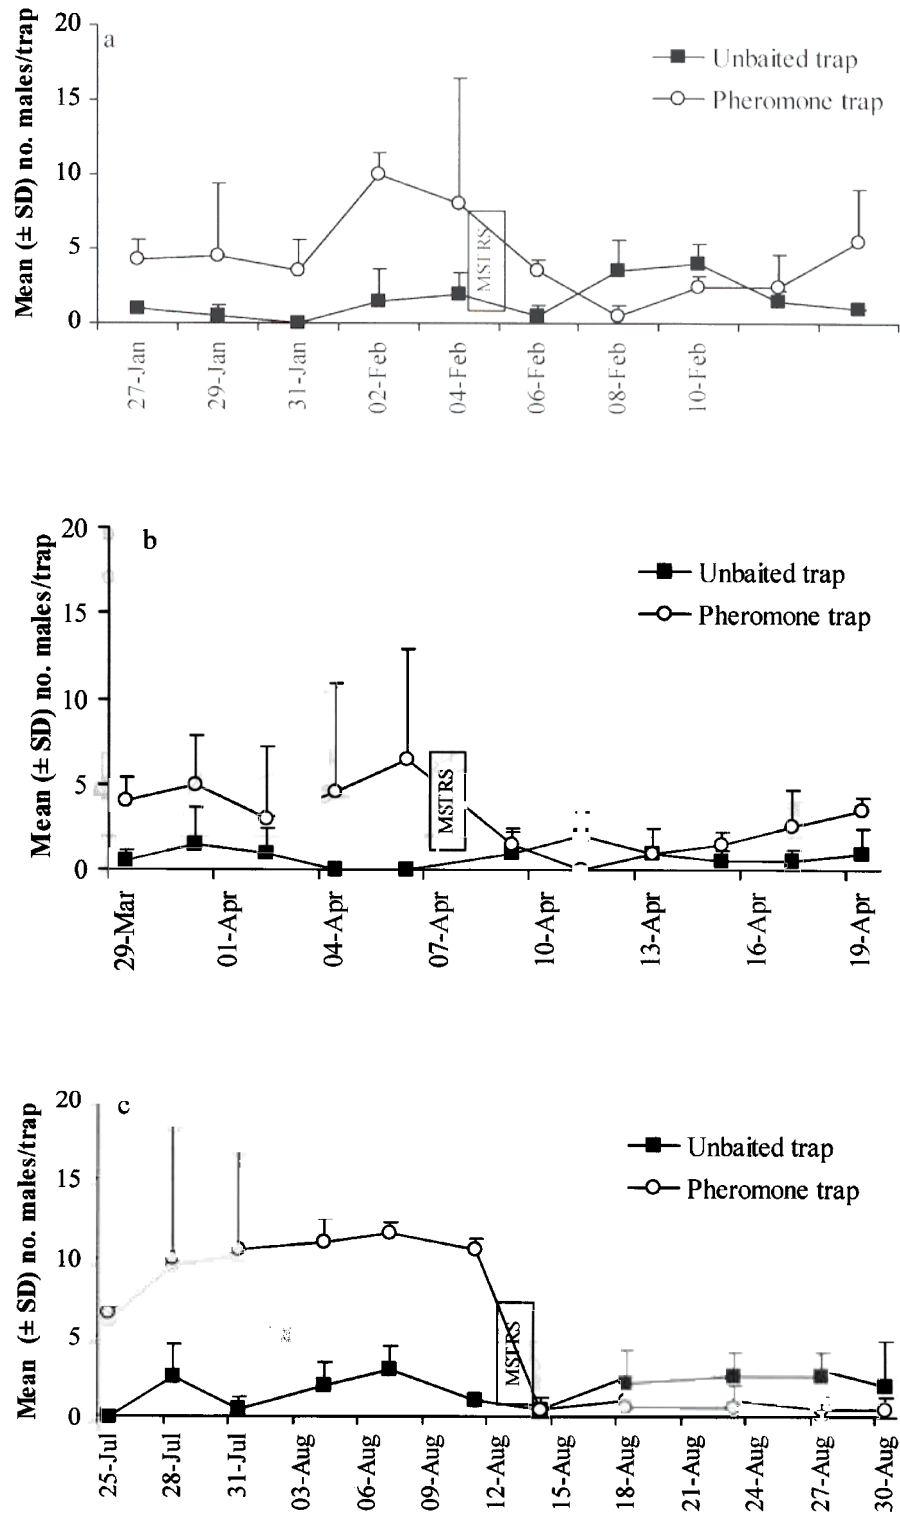 Mean (± SD) no. males/trap
20
15
10
5
0
a
Unbaited trap
Pheromone trap
MSTRS
27-Jan
29-Jan
31-Jan
02-Feb
04-Feb
06-Feb
08-Feb
10-Feb
Mean (± SD) no. males/trap
20
15
10
5
0
b
Unbaited trap
Pheromone trap
MSTRS
29-Mar
01-Apr
04-Apr
07-Apr
10-Apr
13-Apr
16-Apr
19-Apr
Mean (± SD) no. males/trap
20
15
10
5
0
c
Unbaited trap
Pheromone trap
MSTRS
25-Jul
28-Jul
31-Jul
03-Aug
06-Aug
09-Aug
12-Aug
15-Aug
18-Aug
21-Aug
24-Aug
27-Aug
30-Aug